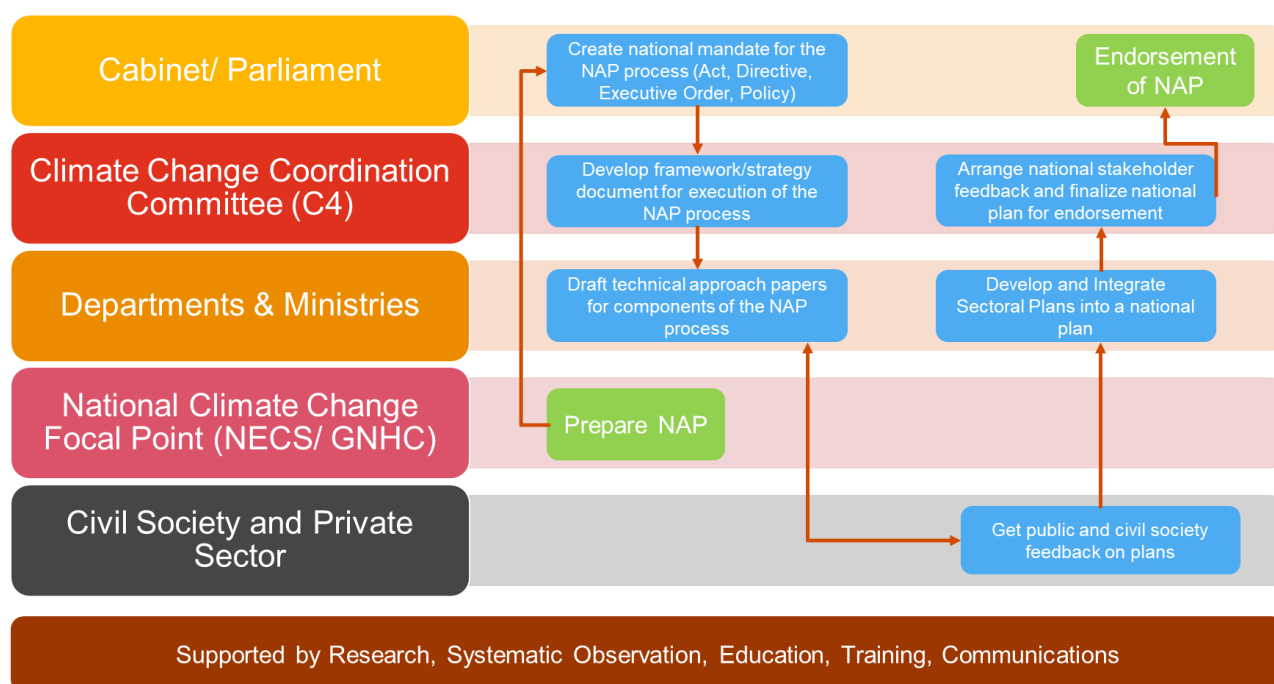 Cabinet/ Parliament
Create national mandate for the
NAP process (Act, Directive,
Executive Order, Policy)
Endorsement
of NAP
Climate Change Coordination
Committee (C4)
Develop framework/strategy
document for execution of the
NAP process
Arrange national stakeholder
feedback and finalize national
plan for endorsement
Departments & Ministries
Draft technical approach papers
for components of the NAP
process
Develop and Integrate
Sectoral Plans into a national
plan
National Climate Change
Focal Point (NECS/ GNHC)
Prepare NAP
Civil Society and Private
Sector
Get public and civil society
feedback on plans
Supported by Research, Systematic Observation, Education, Training, Communications